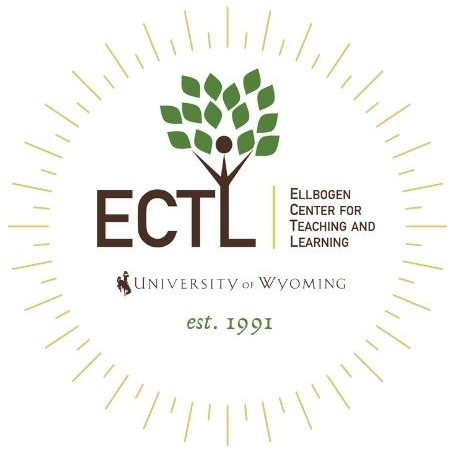 ECTL
Ellbogen
Center for
Teaching and
Learning
University of Wyoming
est. 1991